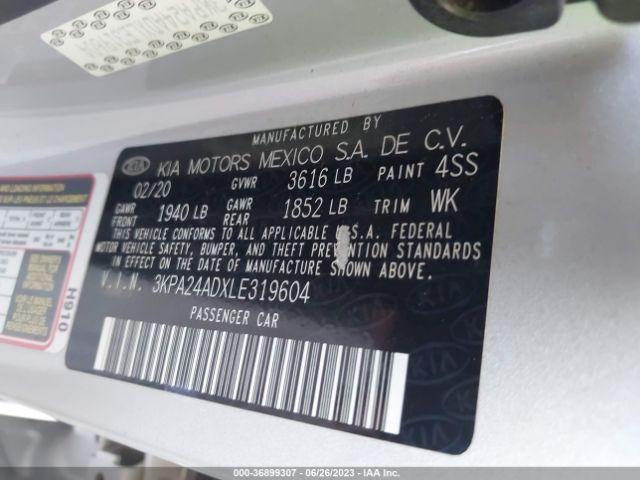 MANUFACTURED BY
KIA KIA MOTORS MEXICO S.A. DE C.V.
02/20 GVWR 3616 LB PAINT 4SS
GAWR FRONT 1940 LB GAWR REAR 1852 LB TRIM WK
THIS VEHICLE CONFORMS TO ALL APPLICABLE U.S.A. FEDERAL
MOTOR VEHICLE SAFETY, BUMPER, AND THEFT PREVENTION STANDARDS
IN EFFECT ON THE DATE OF MANUFACTURE SHOWN ABOVE.
V.I.N. 3KPA24ADXLE319604
PASSENGER CAR
H910
000-36899307 - 06/26/2023 - IAA Inc.